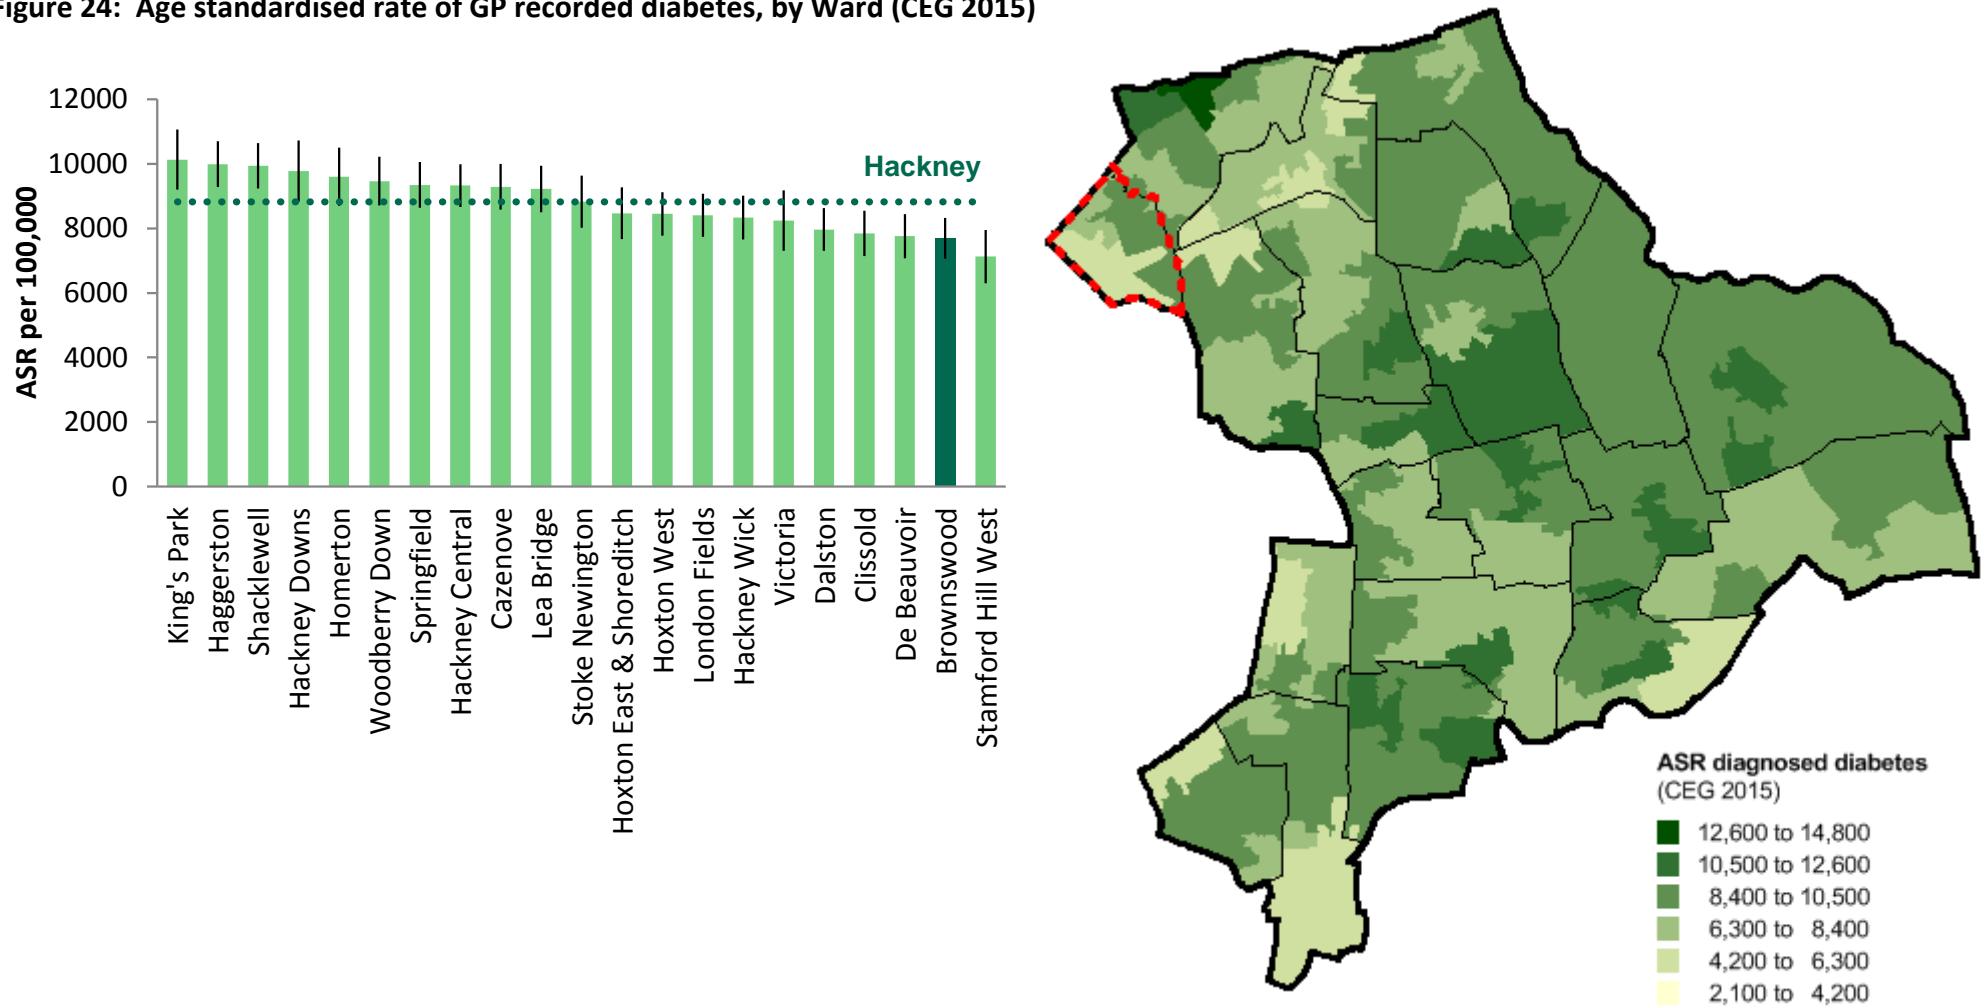 Figure 24: Age standardised rate of GP recorded diabetes, by Ward (CEG 2015)
12000
10000
8000
6000
4000
2000
0
ASR per 100,000
Hackney
King's Park
Haggerston
Shacklewell
Hackney Downs
Homerton
Woodberry Down
Springfield
Hackney Central
Cazenove
Lea Bridge
Stoke Newington
Hoxton East & Shoreditch
Hoxton West
London Fields
Hackney Wick
Victoria
Dalston
Clissold
De Beauvoir
Brownswood
Stamford Hill West
ASR diagnosed diabetes
(CEG 2015)
12,600 to 14,800
10,500 to 12,600
8,400 to 10,500
6,300 to 8,400
4,200 to 6,300
2,100 to 4,200